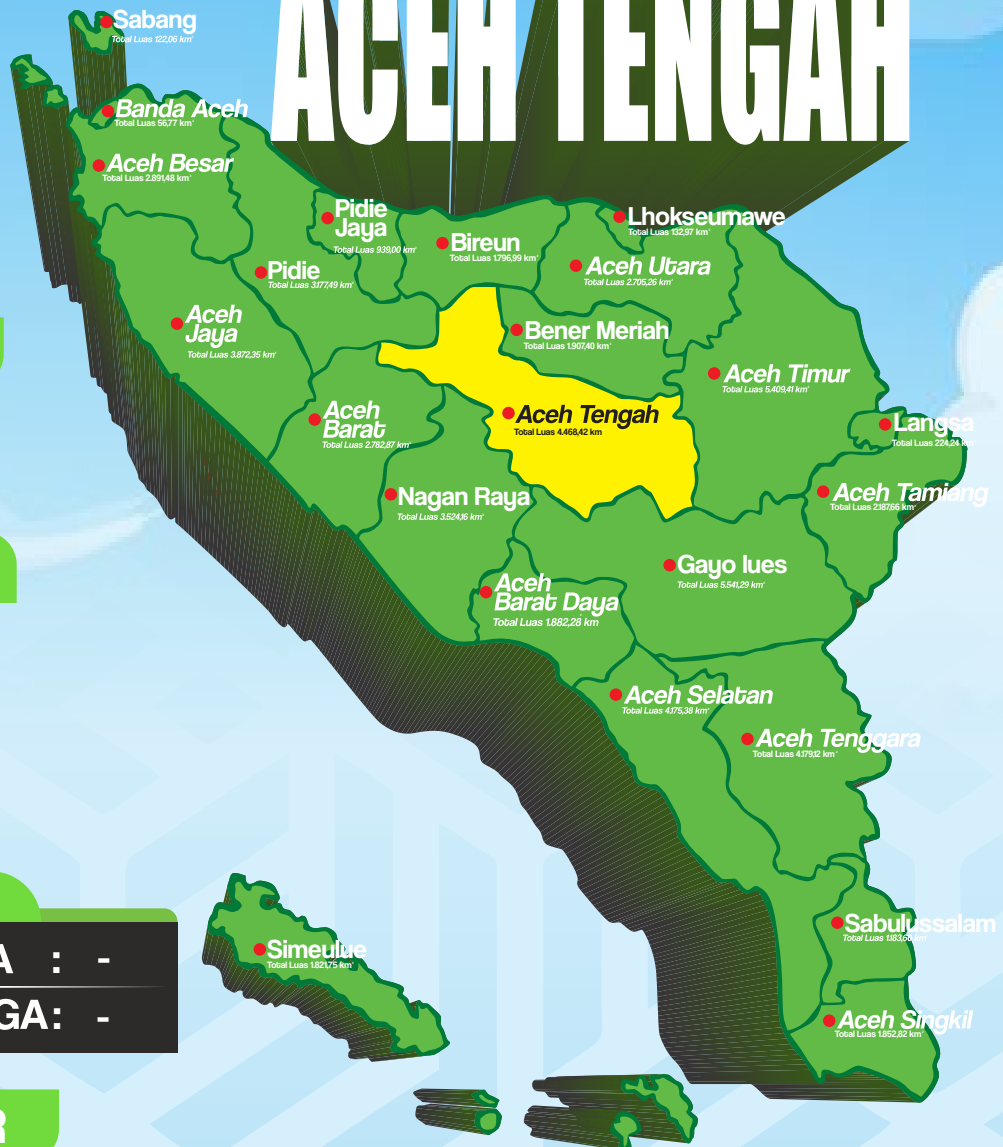 ACEH TENGAH
Sabang
Total Luas 122,06 km²
Banda Aceh
Total Luas 56,77 km²
Aceh Besar
Total Luas 2.891,48 km²
Pidie
Jaya
Total Luas 939,00 km²
Bireun
Total Luas 1.796,99 km²
Lhokseumawe
Total Luas 132,97 km²
Aceh Utara
Total Luas 2.705,26 km²
Pidie
Total Luas 3.177,49 km²
Aceh
Jaya
Total Luas 3.872,35 km²
Bener Meriah
Total Luas 1.907,40 km²
Aceh Timur
Total Luas 5.409,41 km²
Aceh
Barat
Total Luas 2.782,87 km²
Aceh Tengah
Total Luas 4.468,42 km
Langsa
Total Luas 224,24 km²
Nagan Raya
Total Luas 3.524,16 km²
Aceh Tamiang
Total Luas 2.187,66 km²
Gayo lues
Total Luas 5.541,29 km²
Aceh
Barat Daya
Total Luas 1.882,28 km
Aceh Selatan
Total Luas 4.175,38 km²
Aceh Tenggara
Total Luas 4.179,12 km²
Sabulussalam
Total Luas 1.183,60 km²
Simeulue
Total Luas 1.821,75 km²
A : -
GA: -
Aceh Singkil
Total Luas 1.852,82 km²
R